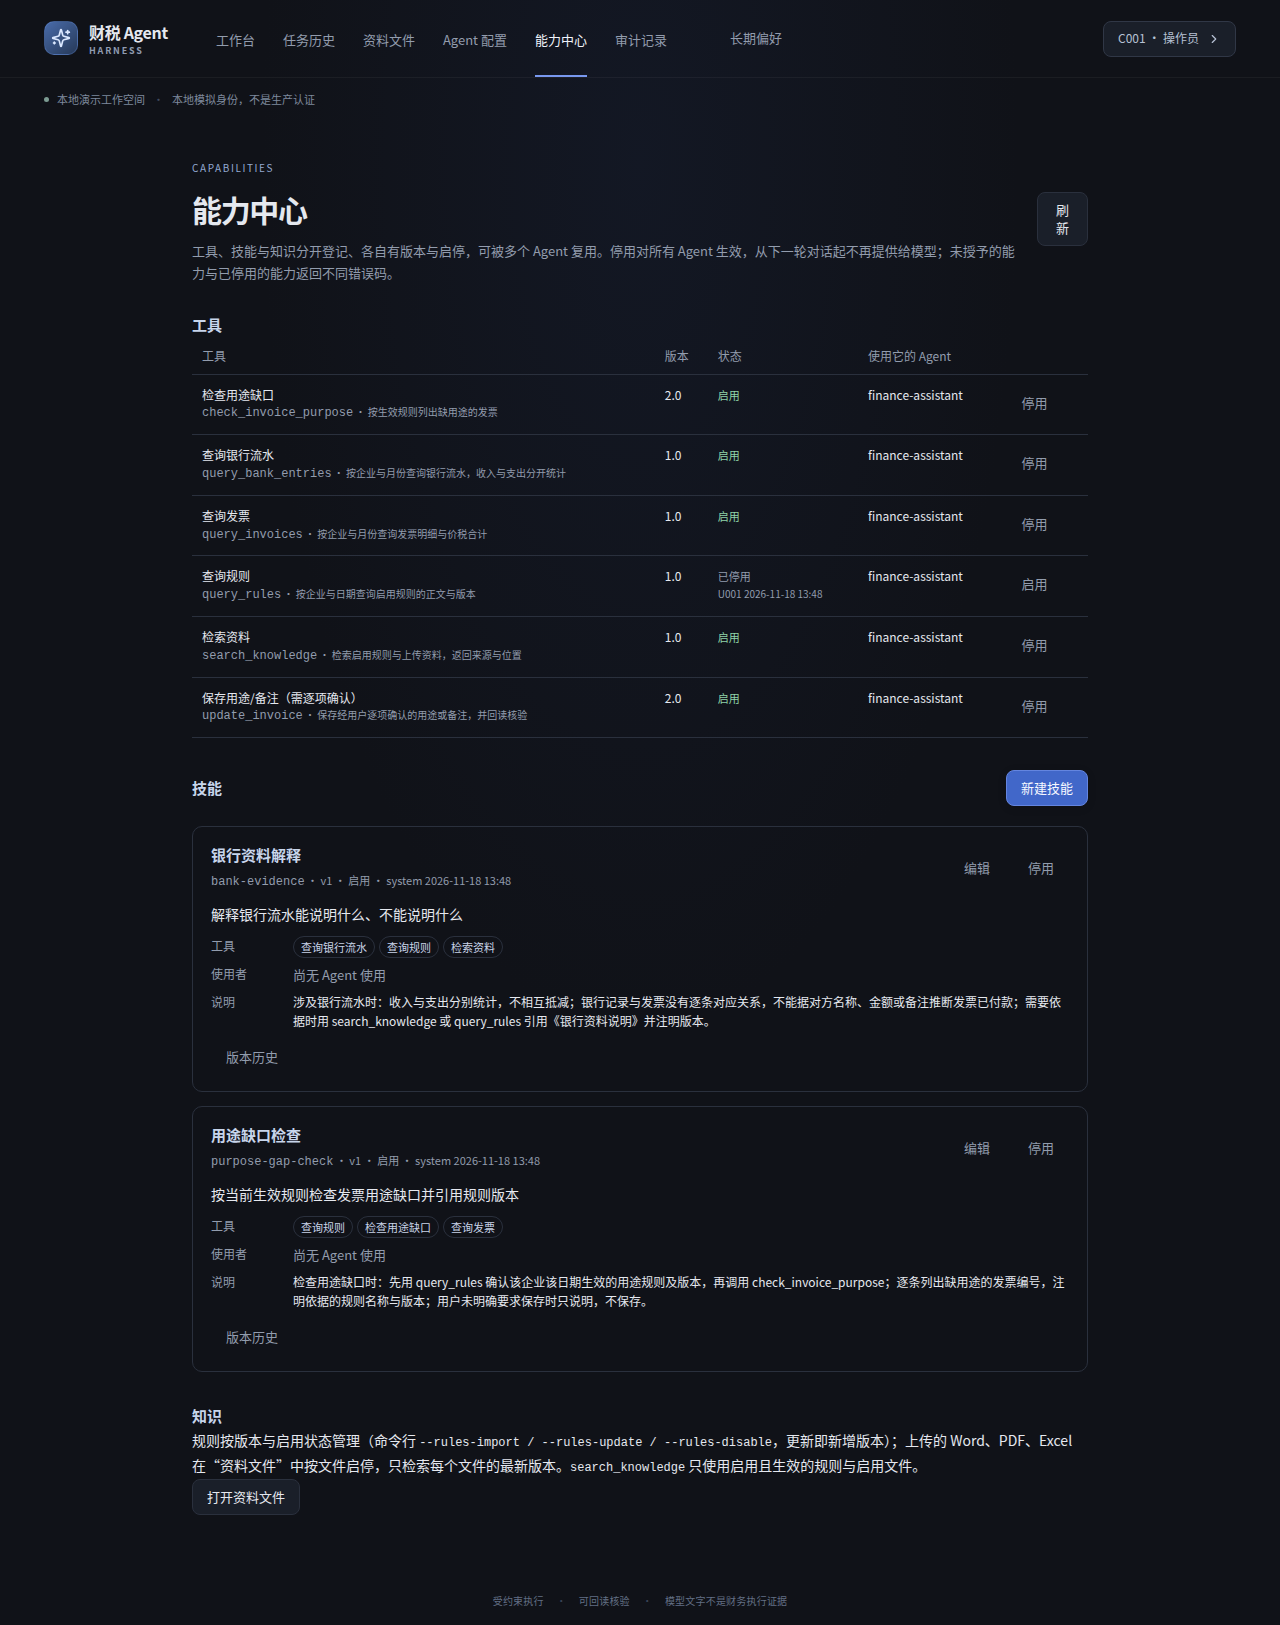 财税 Agent
HARNESS
工作台
任务历史
资料文件
Agent 配置
能力中心
审计记录
长期偏好
C001 · 操作员
本地演示工作空间 · 本地模拟身份，不是生产认证
CAPABILITIES
能力中心
刷新
工具、技能与知识分开登记、各自有版本与启停，可被多个 Agent 复用。停用对所有 Agent 生效，从下一轮对话起不再提供给模型；未授予的能
力与已停用的能力返回不同错误码。
工具
工具 版本 状态 使用它的 Agent
检查用途缺口 2.0 启用 finance-assistant 停用
check_invoice_purpose · 按生效规则列出缺用途的发票
查询银行流水 1.0 启用 finance-assistant 停用
query_bank_entries · 按企业与月份查询银行流水，收入与支出分开统计
查询发票 1.0 启用 finance-assistant 停用
query_invoices · 按企业与月份查询发票明细与价税合计
查询规则 1.0 已停用 finance-assistant 启用
query_rules · 按企业与日期查询启用规则的正文与版本 U001 2026-11-18 13:48
检索资料 1.0 启用 finance-assistant 停用
search_knowledge · 检索启用规则与上传资料，返回来源与位置
保存用途/备注（需逐项确认） 2.0 启用 finance-assistant 停用
update_invoice · 保存经用户逐项确认的用途或备注，并回读核验
技能
新建技能
银行资料解释
编辑 停用
bank-evidence · v1 · 启用 · system 2026-11-18 13:48
解释银行流水能说明什么、不能说明什么
工具 查询银行流水 查询规则 检索资料
使用者 尚无 Agent 使用
说明 涉及银行流水时：收入与支出分别统计，不相互抵减；银行记录与发票没有逐条对应关系，不能据对方名称、金额或备注推断发票已付款；需要依
据时用 search_knowledge 或 query_rules 引用《银行资料说明》并注明版本。
版本历史
用途缺口检查
编辑 停用
purpose-gap-check · v1 · 启用 · system 2026-11-18 13:48
按当前生效规则检查发票用途缺口并引用规则版本
工具 查询规则 检查用途缺口 查询发票
使用者 尚无 Agent 使用
说明 检查用途缺口时：先用 query_rules 确认该企业该日期生效的用途规则及版本，再调用 check_invoice_purpose；逐条列出缺用途的发票编号，注
明依据的规则名称与版本；用户未明确要求保存时只说明，不保存。
版本历史
知识
规则按版本与启用状态管理（命令行 --rules-import / --rules-update / --rules-disable，更新即新增版本）；上传的 Word、PDF、Excel
在“资料文件”中按文件启停，只检索每个文件的最新版本。search_knowledge 只使用启用且生效的规则与启用文件。
打开资料文件
受约束执行 · 可回读核验 · 模型文字不是财务执行证据